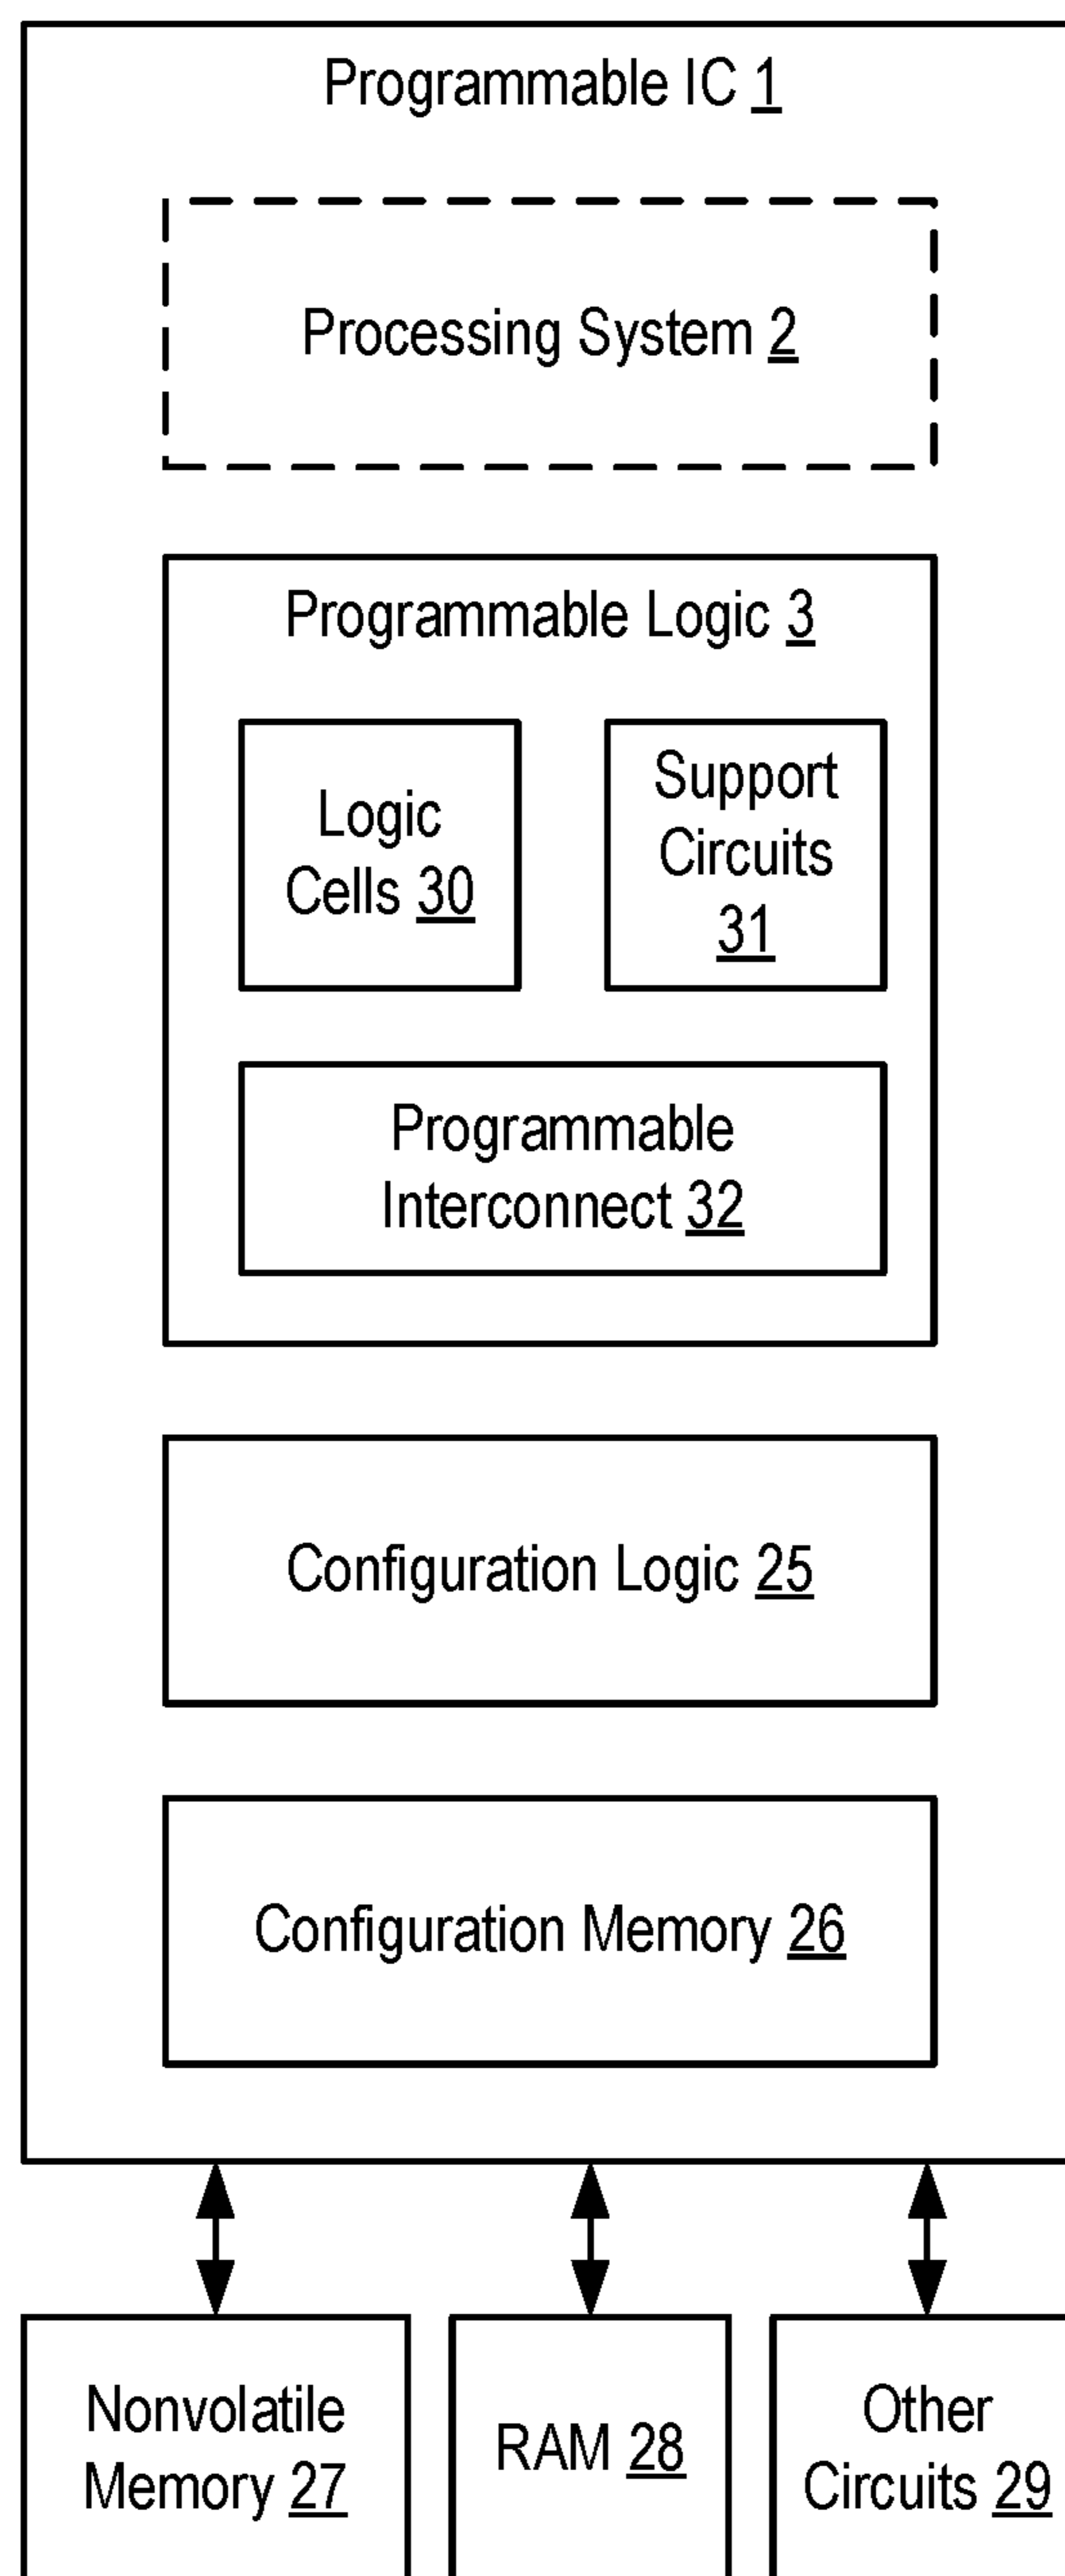 Programmable IC 1
Processing System 2
Programmable Logic 3
Logic
Cells 30
Support
Circuits
31
Programmable
Interconnect 32
Configuration Logic 25
Configuration Memory 26
Nonvolatile
Memory 27
RAM 28
Other
Circuits 29